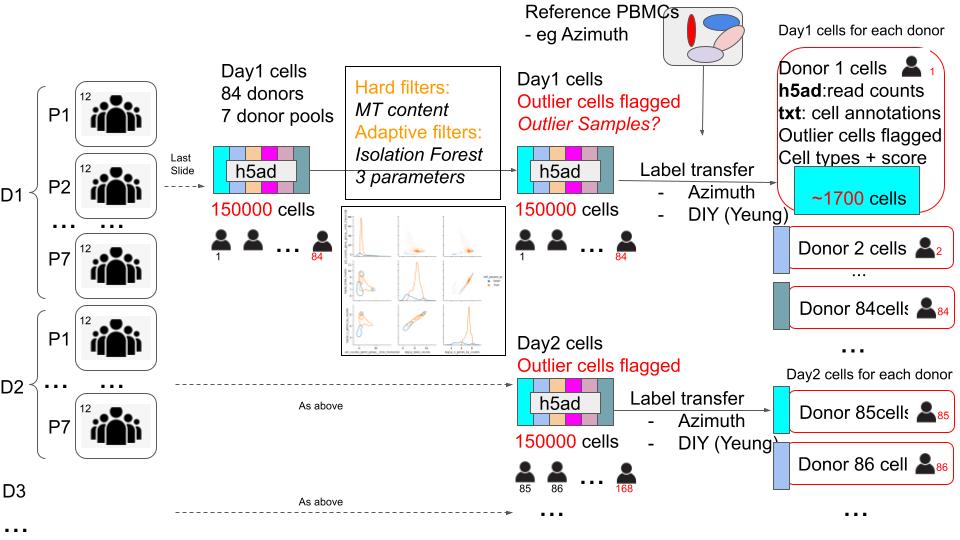 Reference PBMCs
- eg Azimuth
Day1 cells for each donor
Day1 cells
84 donors
7 donor pools
Hard filters:
MT content
Adaptive filters:
Isolation Forest
3 parameters
Day1 cells
Outlier cells flagged
Outlier Samples?
Donor 1 cells
1
h5ad:read counts
txt: cell annotations
Outlier cells flagged
Cell types + score
~1700 cells
D1
P1
12
P2
12
... ...
P7
12
Last
Slide
h5ad
150000 cells
1
...
84
h5ad
150000 cells
1
...
84
Label transfer
- Azimuth
- DIY (Yeung)
Donor 2 cells
2
...
Donor 84cells
84
...
D2
P1
12
... ...
P7
12
As above
Day2 cells
Outlier cells flagged
h5ad
150000 cells
85
86
...
168
Label transfer
- Azimuth
- DIY (Yeung)
Day2 cells for each donor
Donor 85cells
85
Donor 86 cell
86
D3
...
As above
...
...